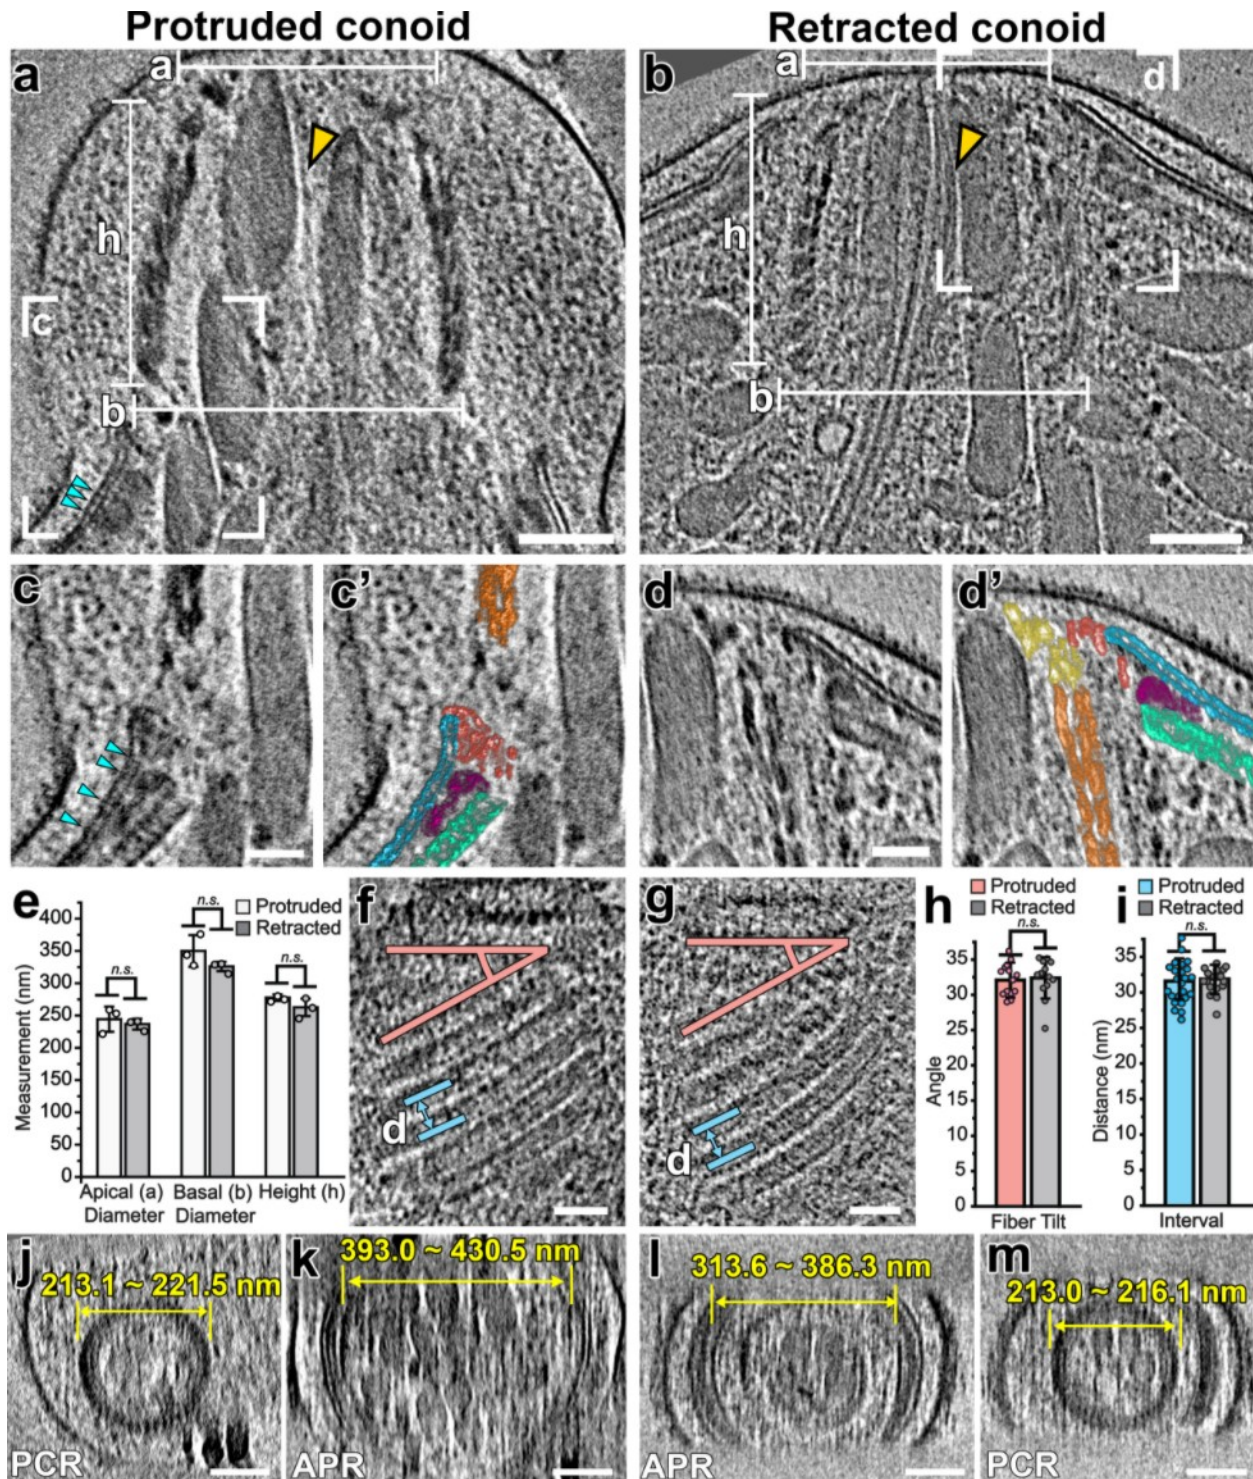 Protruded conoid
Retracted conoid
a
a
h
c
b
b
a
d
h
b
c
c’
d
d’
e
n.s.
Protruded
Retracted
n.s.
n.s.
400
350
300
250
200
150
100
50
0
Measurement (nm)
Apical (a) Diameter
Basal (b) Diameter
Height (h)
f
d
g
d
h
Protruded
Retracted
n.s.
35
30
25
20
15
10
5
0
Angle
Fiber Tilt
i
Protruded
Retracted
n.s.
35
30
25
20
15
10
5
0
Distance (nm)
Interval
j
213.1 ~ 221.5 nm
PCR
k
393.0 ~ 430.5 nm
APR
l
313.6 ~ 386.3 nm
APR
m
213.0 ~ 216.1 nm
PCR